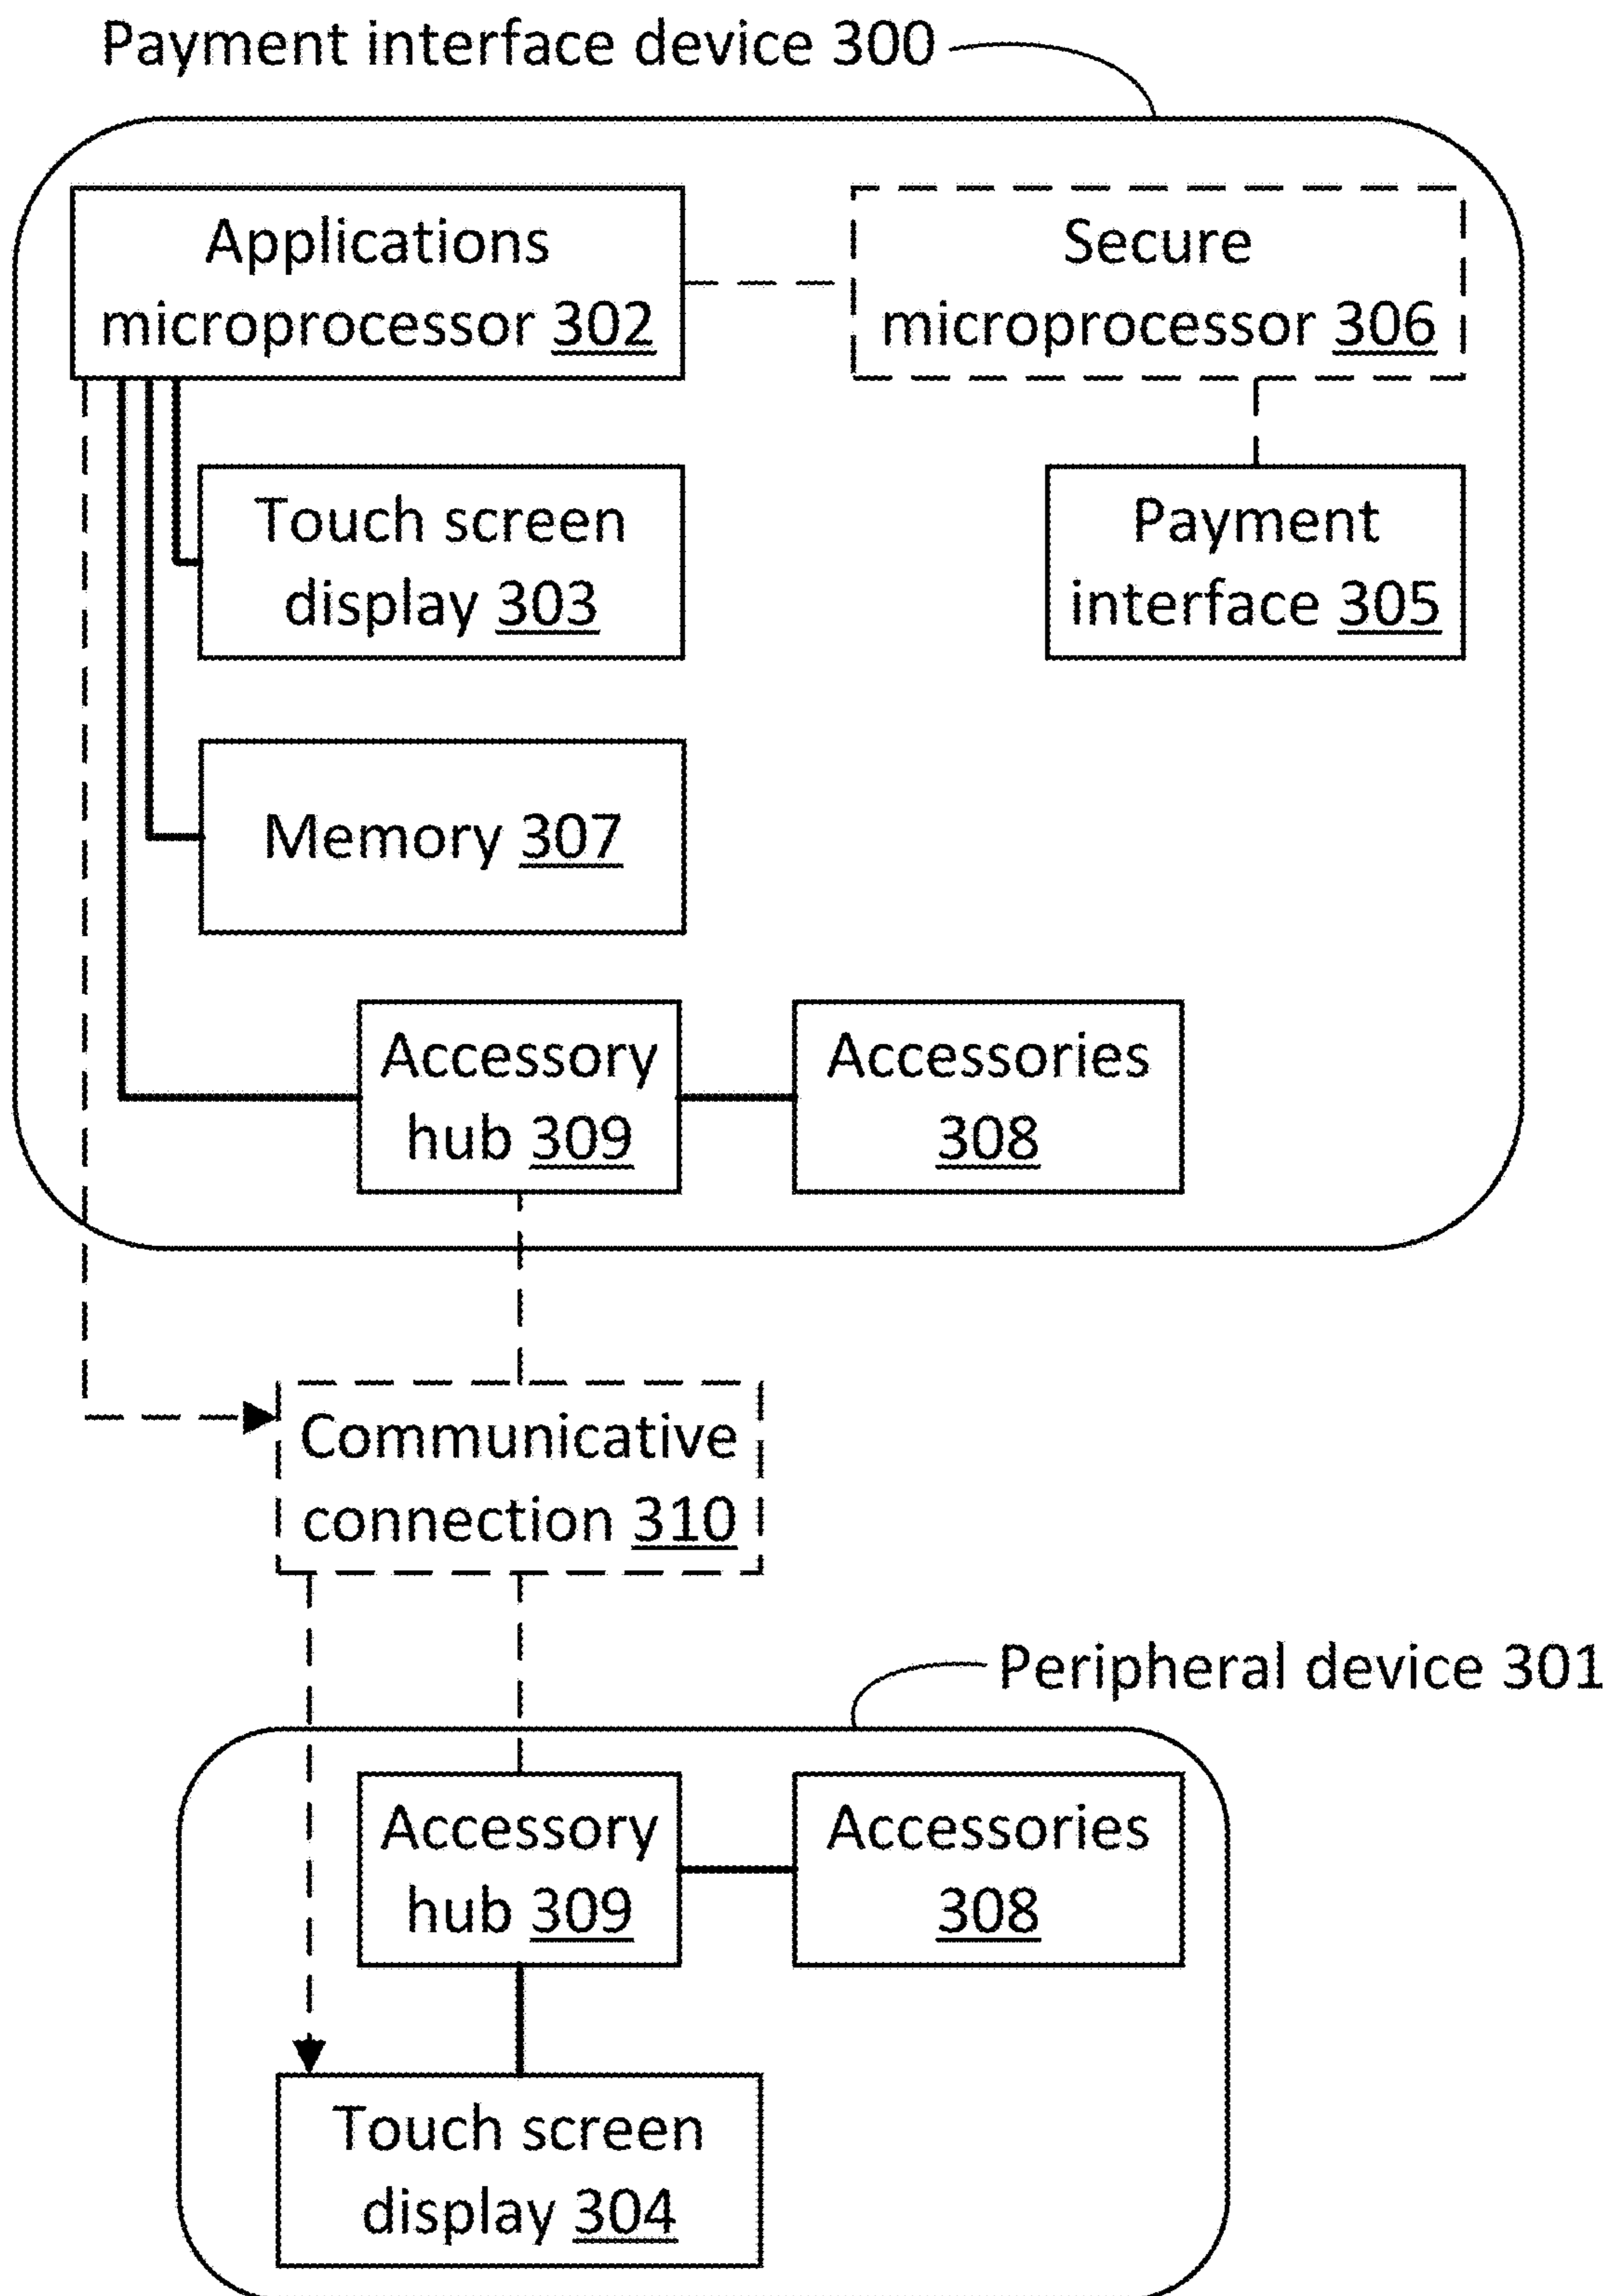 Payment interface device 300
Applications
microprocessor 302
Secure
microprocessor 306
Touch screen
display 303
Payment
interface 305
Memory 307
Accessory
hub 309
Accessories
308
Communicative
connection 310
Peripheral device 301
Accessory
hub 309
Accessories
308
Touch screen
display 304